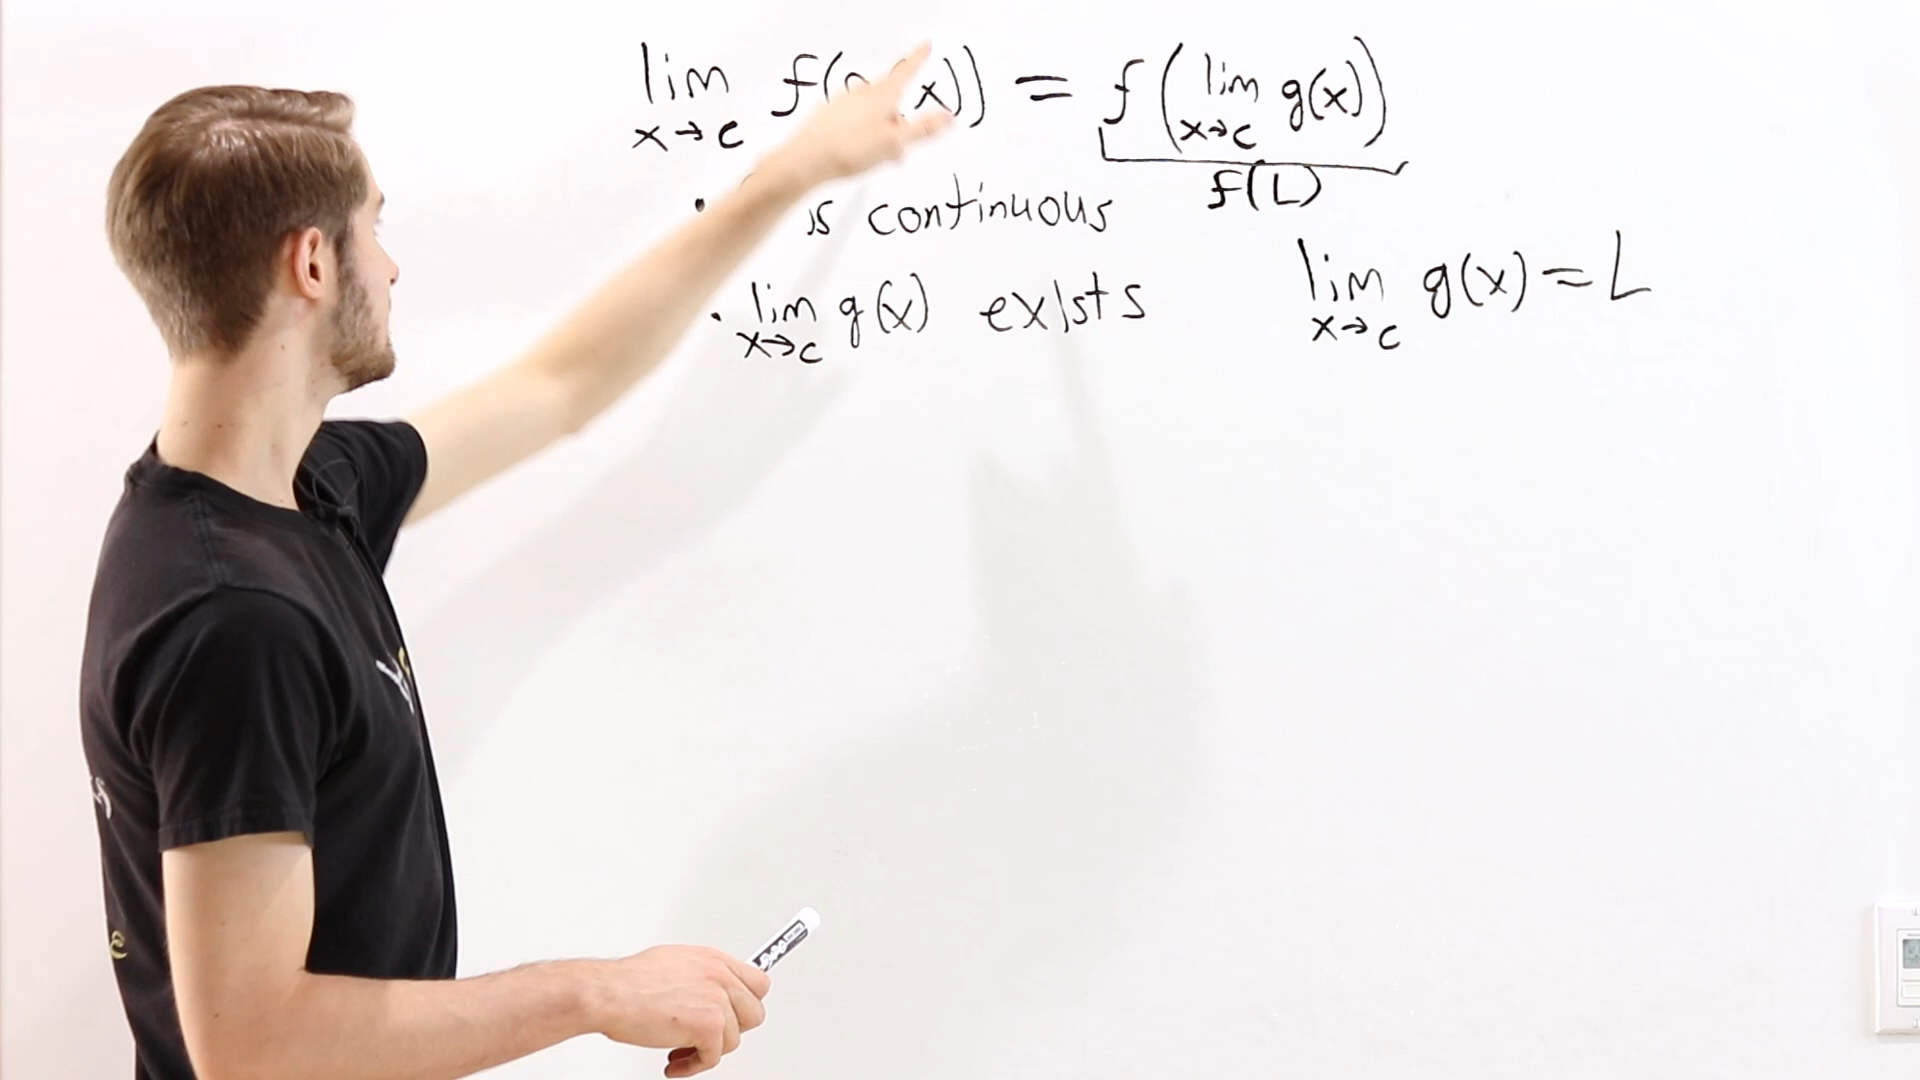 lim f( x)) = f(lim g(x))
x→c x→c
f(L)
• is continuous
• lim g(x) exists
x→c
lim g(x) = L
x→c